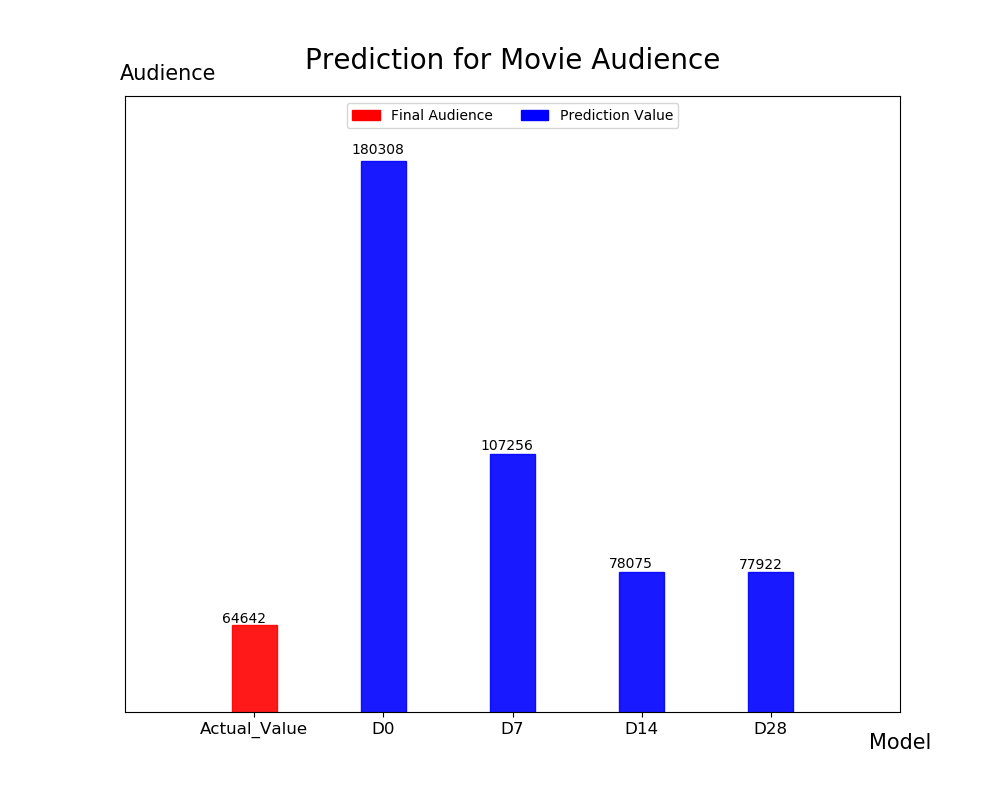 Prediction for Movie Audience
Audience
Final Audience Prediction Value
180308
107256
78075
77922
64642
Actual_Value D0 D7 D14 D28
Model